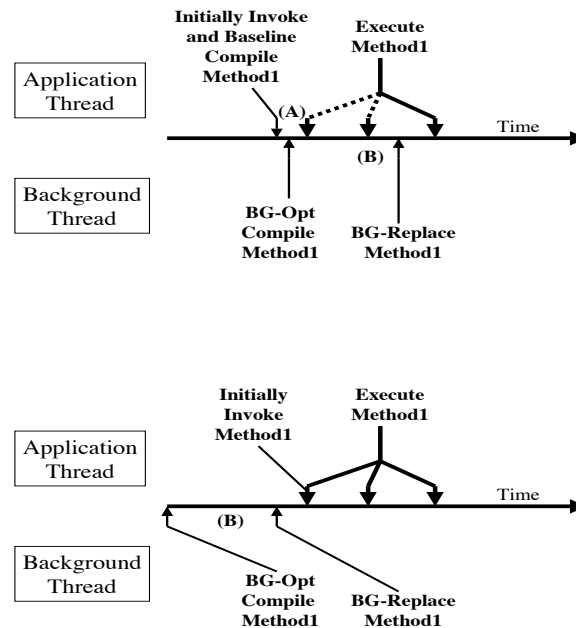 Initially Invoke
and Baseline
Compile
Method1
Execute
Method1
Application
Thread
(A)
Time
(B)
Background
Thread
BG-Opt
Compile
Method1
BG-Replace
Method1
Initially
Invoke
Method1
Execute
Method1
Application
Thread
Time
(B)
Background
Thread
BG-Opt
Compile
Method1
BG-Replace
Method1